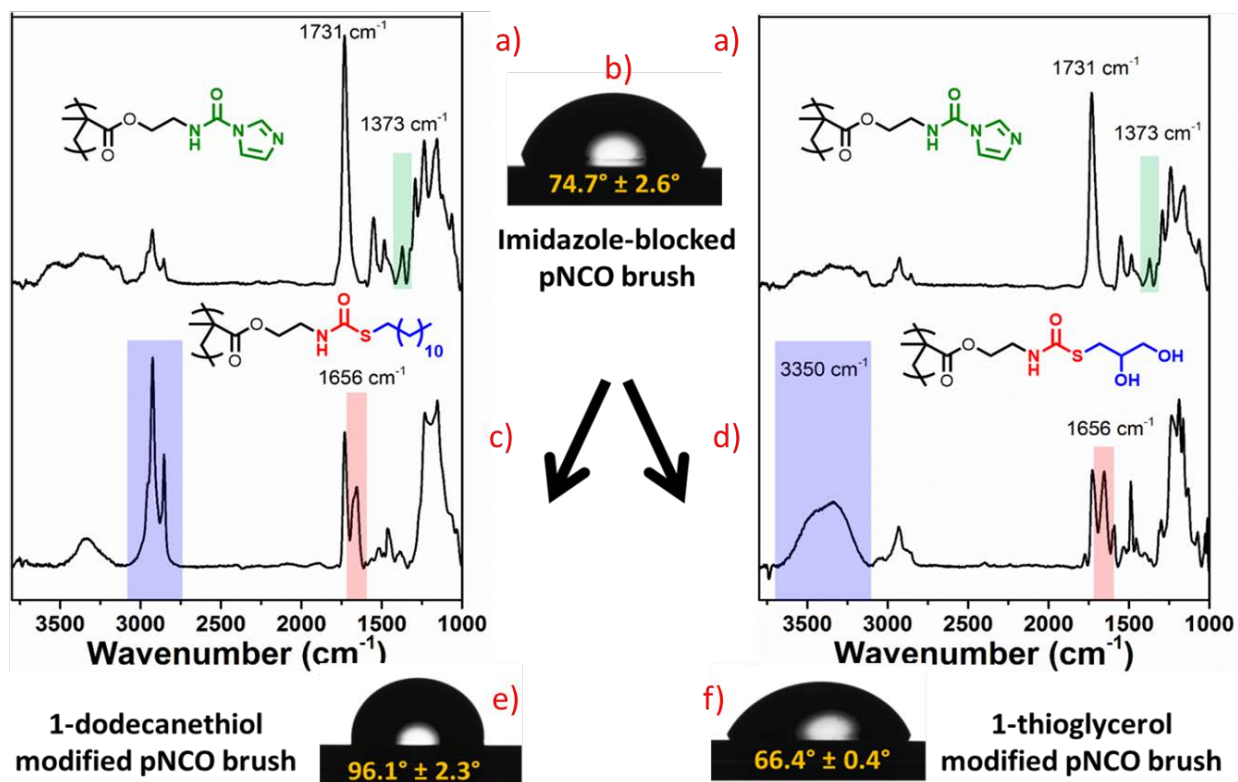 a)
1731 cm⁻¹
1373 cm⁻¹
O
O
O
N
H
N
N
b)
74.7° ± 2.6°
Imidazole-blocked
pNCO brush
a)
1731 cm⁻¹
1373 cm⁻¹
O
O
O
N
H
N
N
O
O
O
N
H
S
10
1656 cm⁻¹
c)
3500 3000 2500 2000 1500 1000
Wavenumber (cm⁻¹)
d)
3350 cm⁻¹
O
O
O
N
H
S
OH
OH
1656 cm⁻¹
3500 3000 2500 2000 1500 1000
Wavenumber (cm⁻¹)
1-dodecanethiol
modified pNCO brush
e)
96.1° ± 2.3°
f)
66.4° ± 0.4°
1-thioglycerol
modified pNCO brush